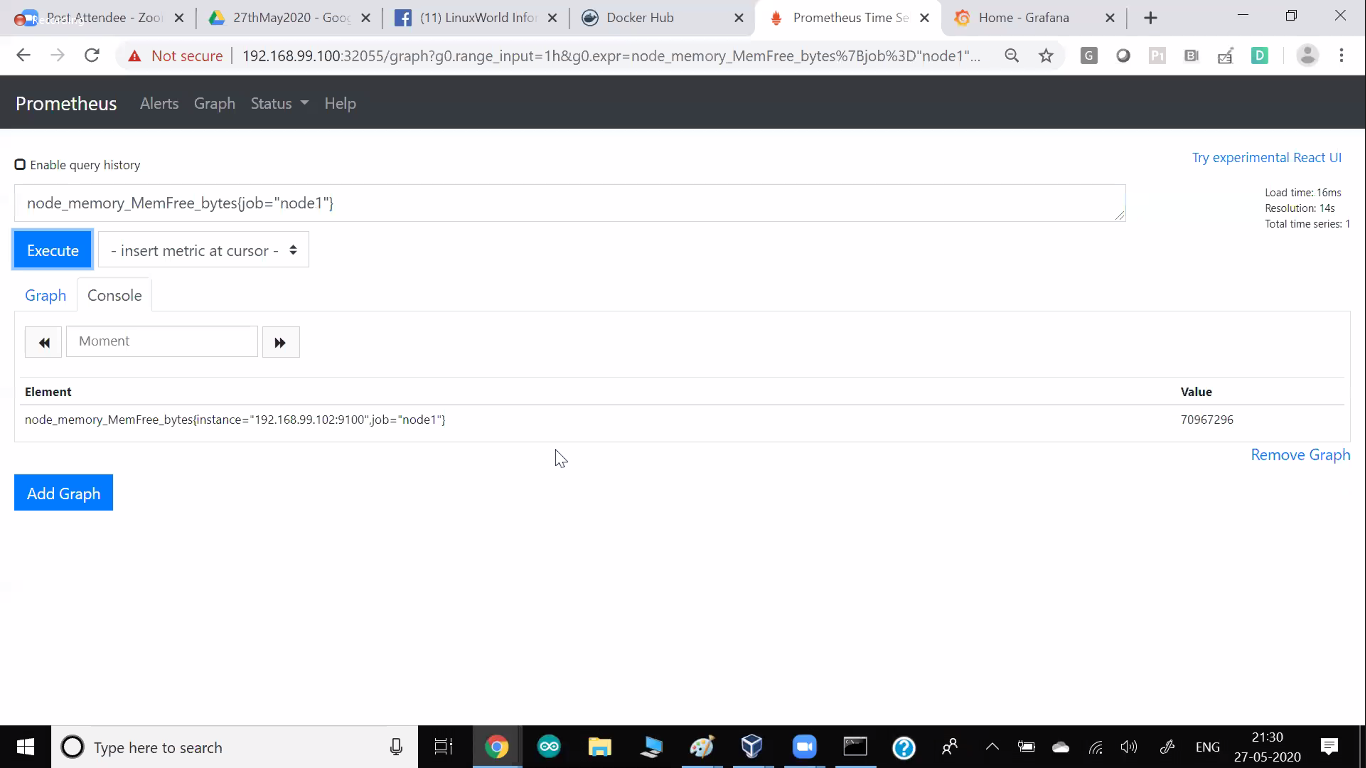 Post Attendee - Zoo
27thMay2020 - Goog
(11) LinuxWorld Info
Docker Hub
Prometheus Time Se
Home - Grafana
Not secure
192.168.99.100:32055/graph?g0.range_input=1h&g0.expr=node_memory_MemFree_bytes%7Bjob%3D"node1"...
Prometheus Alerts Graph Status Help
Enable query history
Try experimental React UI
node_memory_MemFree_bytes{job="node1"}
Load time: 16ms
Resolution: 14s
Total time series: 1
Execute
- insert metric at cursor -
Graph Console
Moment
Element Value
node_memory_MemFree_bytes{instance="192.168.99.102:9100",job="node1"} 70967296
Remove Graph
Add Graph
Type here to search
ENG
21:30
27-05-2020